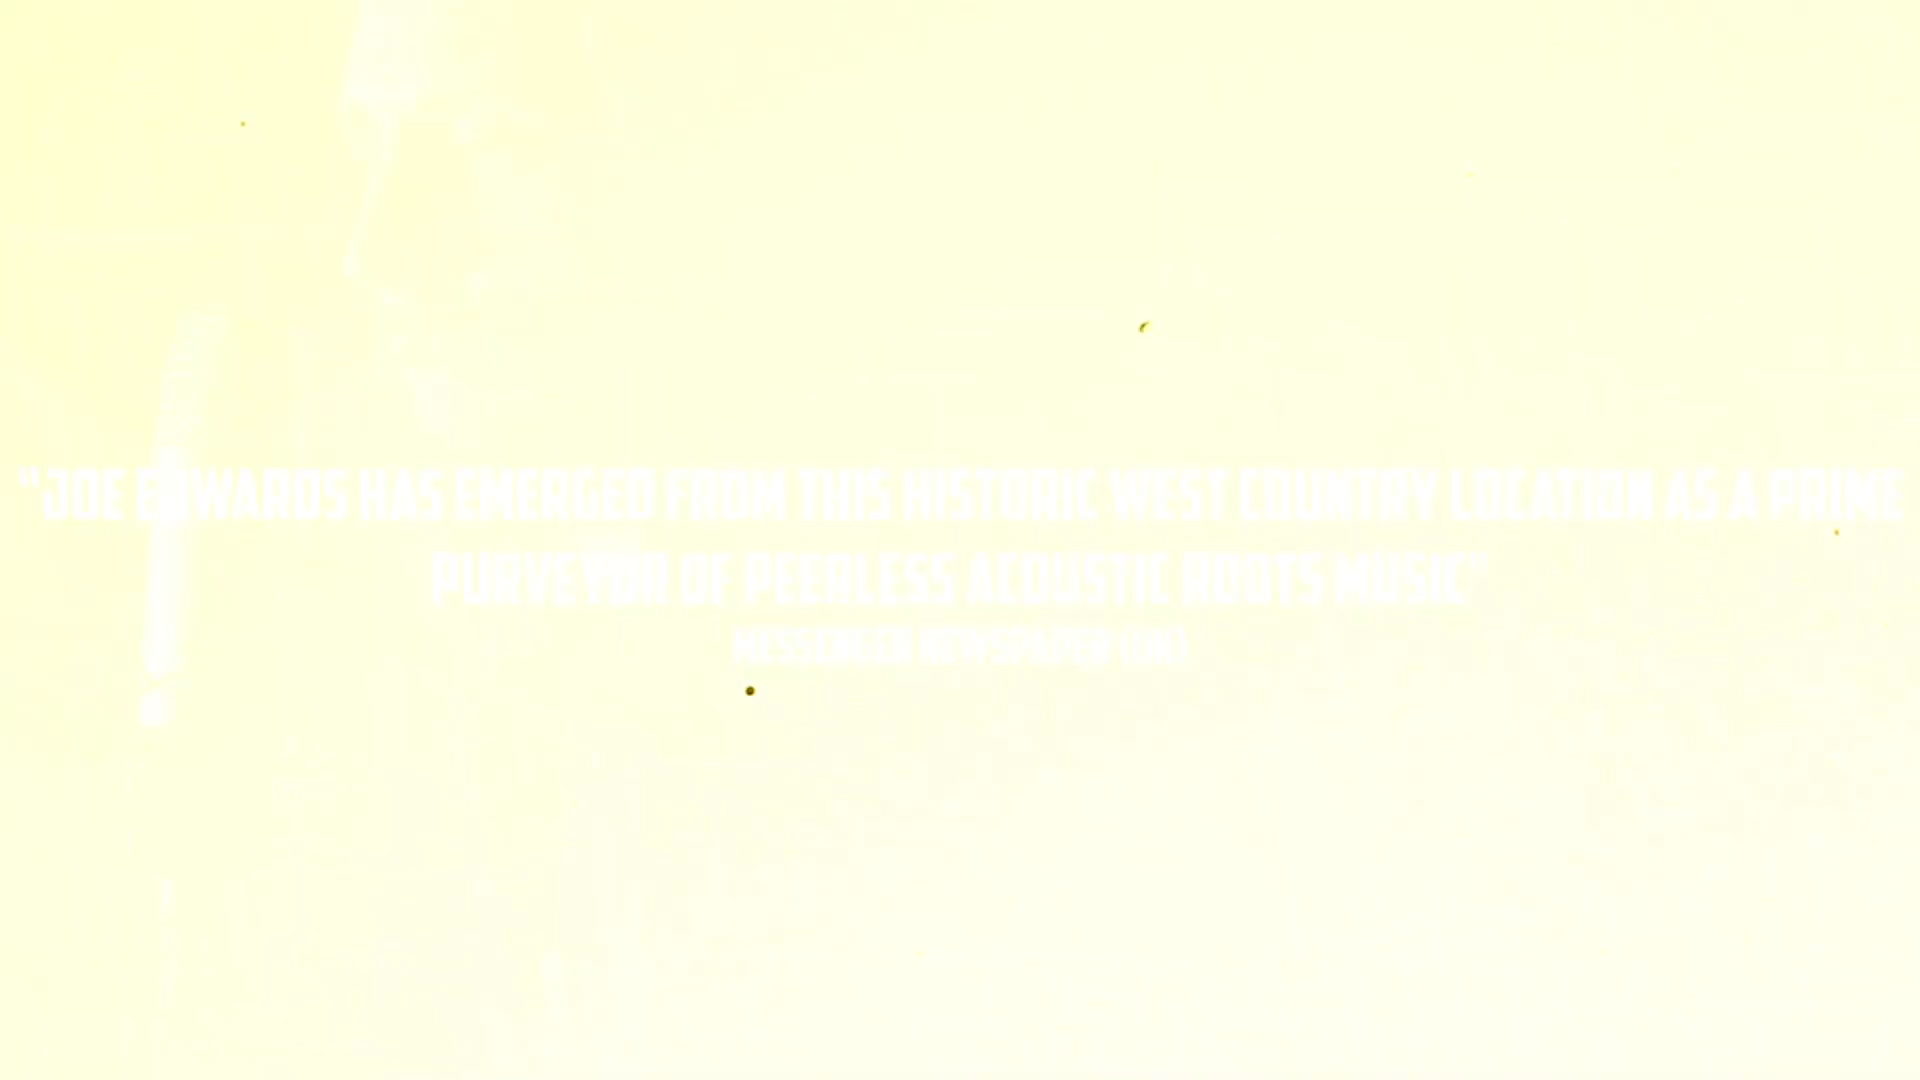 "JOE EDWARDS HAS EMERGED FROM THIS HISTORIC WEST COUNTRY LOCATION AS A PRIME
PURVEYOR OF PEERLESS ACOUSTIC ROOTS MUSIC"
MESSENGER NEWSPAPER (UK)